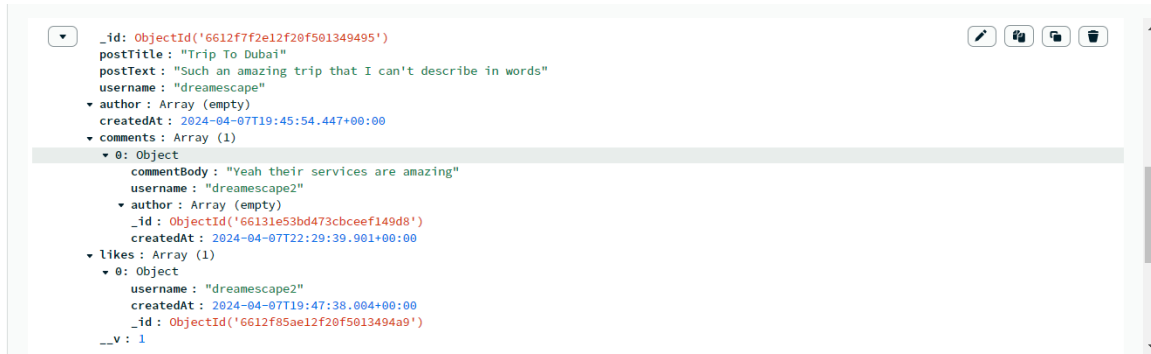 _id: ObjectId('6612f7f2e12f20f501349495')
postTitle : "Trip To Dubai"
postText : "Such an amazing trip that I can't describe in words"
username : "dreamescape"
author : Array (empty)
createdAt : 2024-04-07T19:45:54.447+00:00
comments : Array (1)
0: Object
commentBody : "Yeah their services are amazing"
username : "dreamescape2"
author : Array (empty)
_id : ObjectId('66131e53bd473cbceef149d8')
createdAt : 2024-04-07T22:29:39.901+00:00
likes : Array (1)
0: Object
username : "dreamescape2"
createdAt : 2024-04-07T19:47:38.004+00:00
_id : ObjectId('6612f85ae12f20f5013494a9')
__v : 1